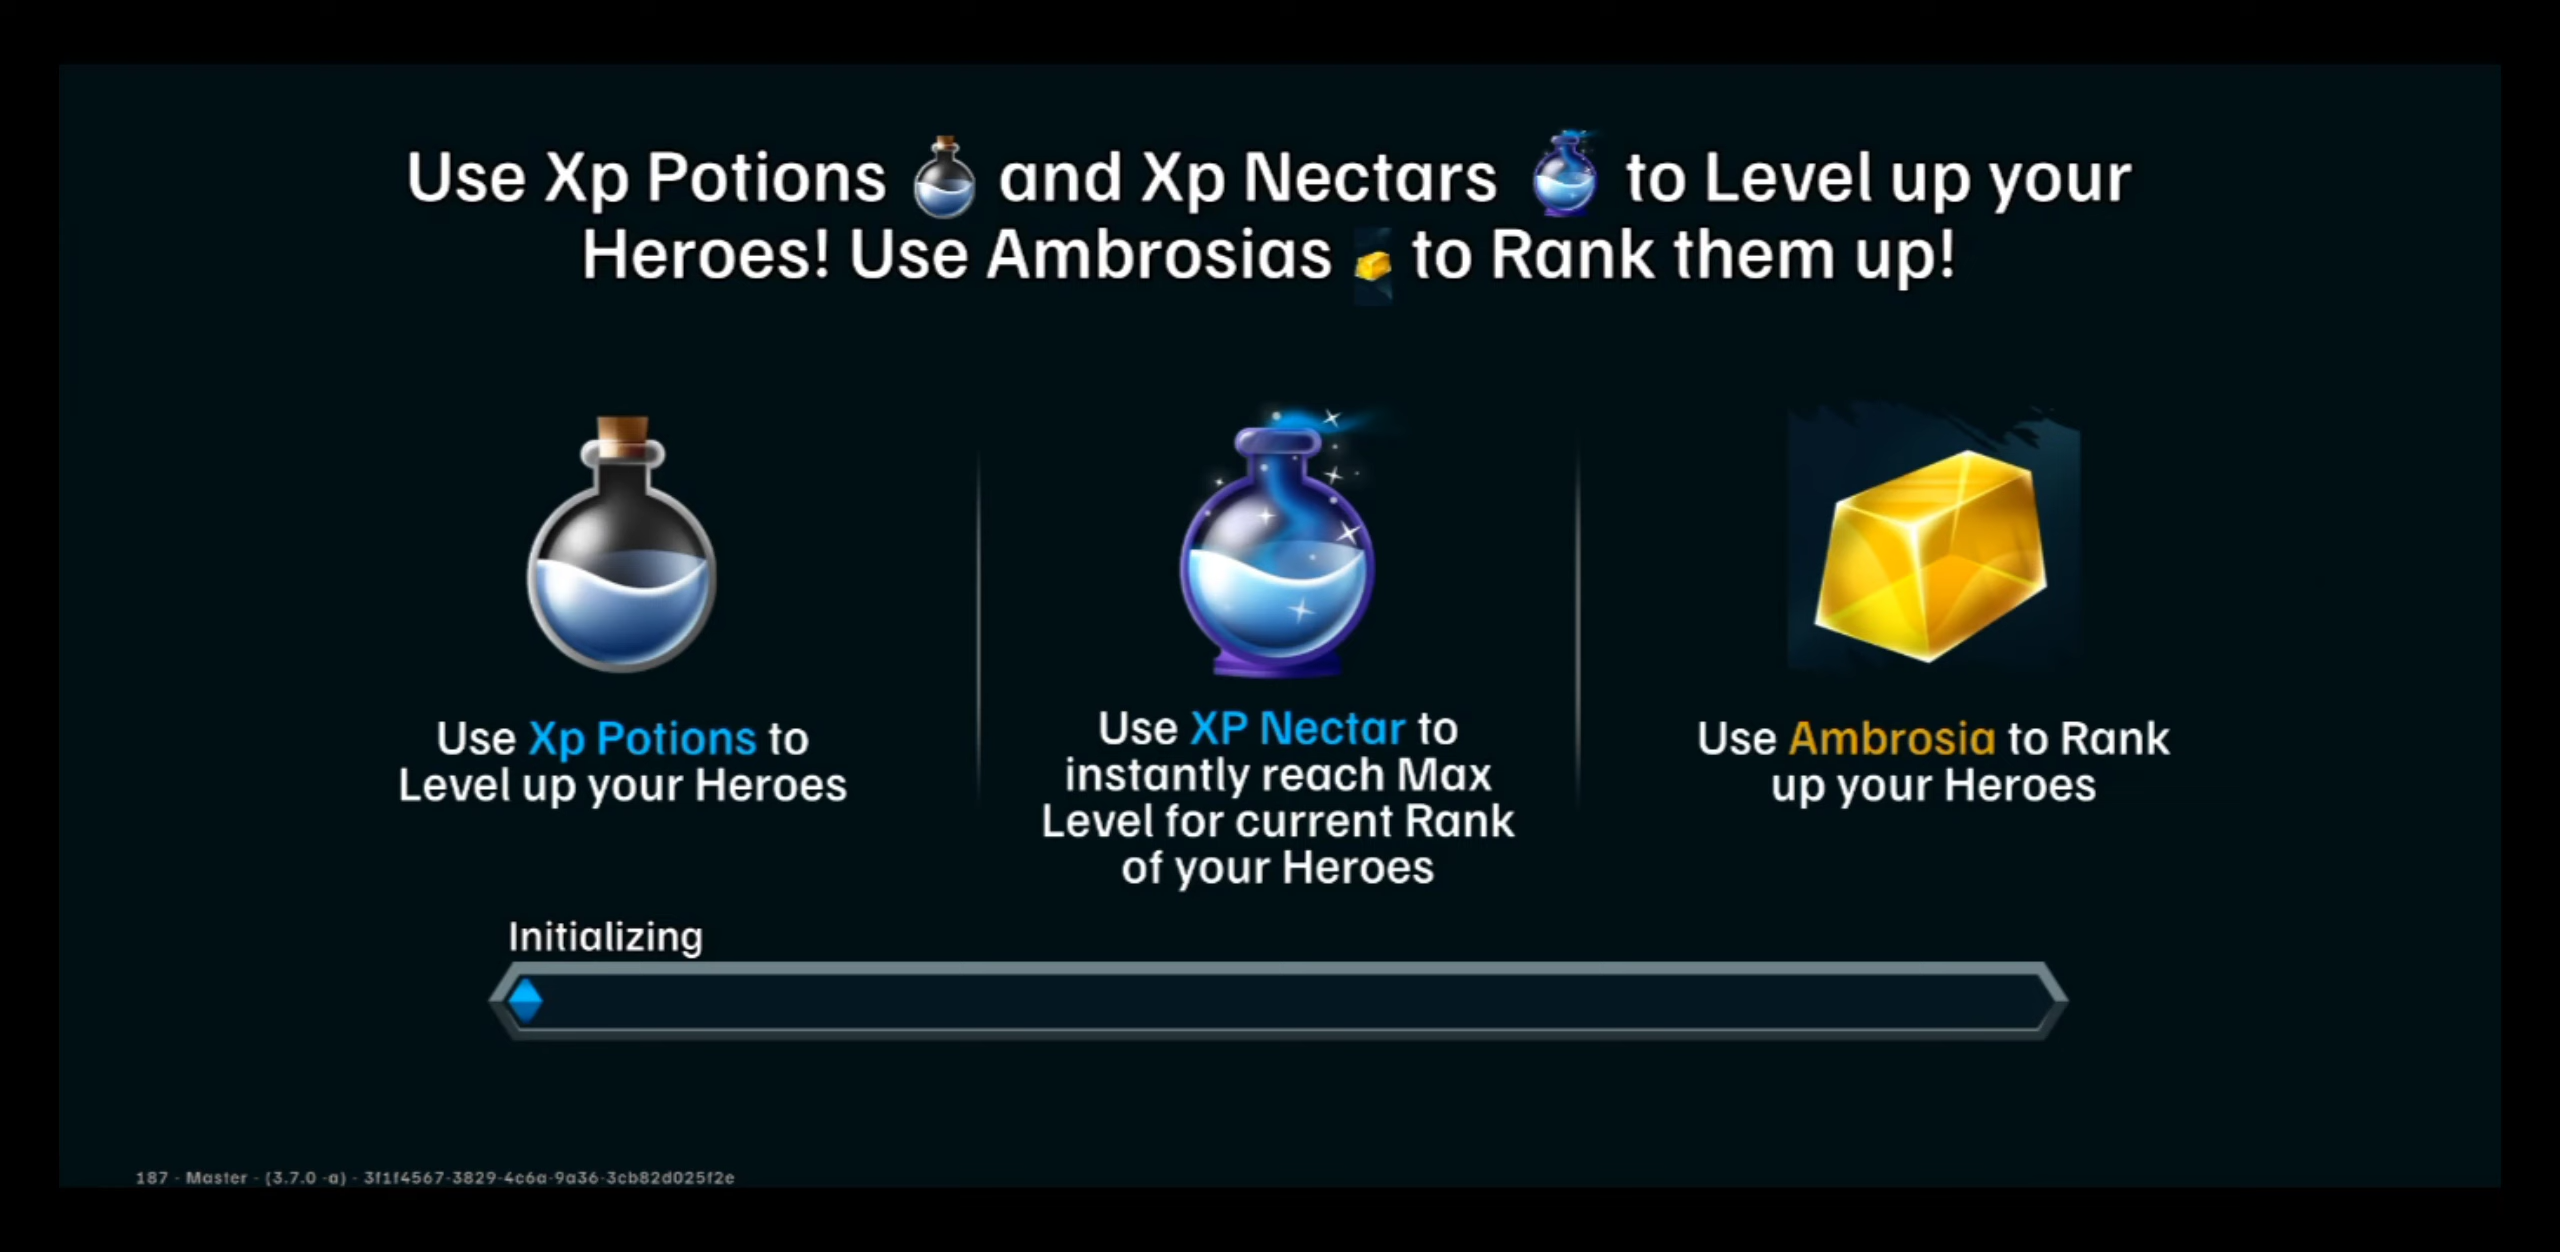 Use Xp Potions and Xp Nectars to Level up your
Heroes! Use Ambrosias to Rank them up!
Use Xp Potions to
Level up your Heroes
Use XP Nectar to
instantly reach Max
Level for current Rank
of your Heroes
Use Ambrosia to Rank
up your Heroes
Initializing
187 - Master - (3.7.0 -a) - 3f1f4567-3829-4c6a-9a36-3cb82d025f2e